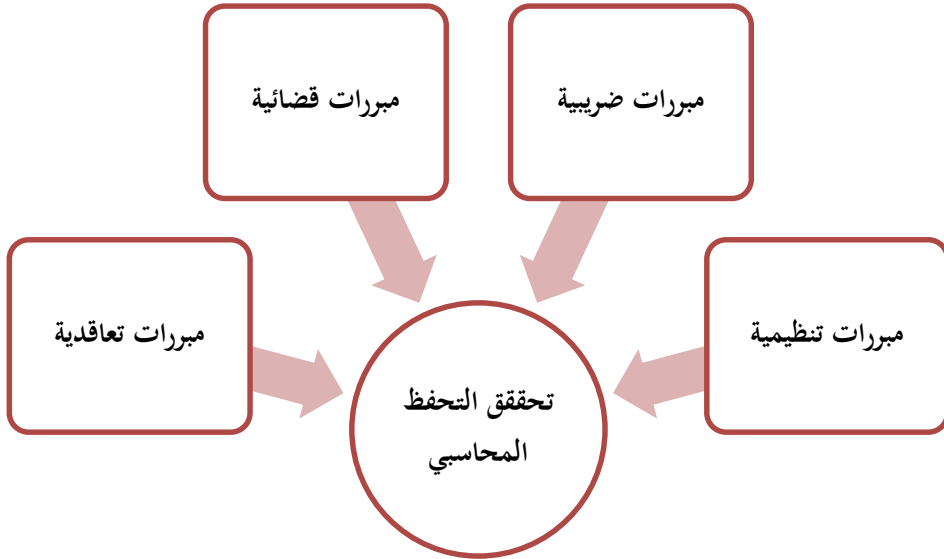 مبررات ضريبية
مبررات قضائية
مبررات تنظيمية
مبررات تعاقدية
تحققق التحفظ
المحاسبي